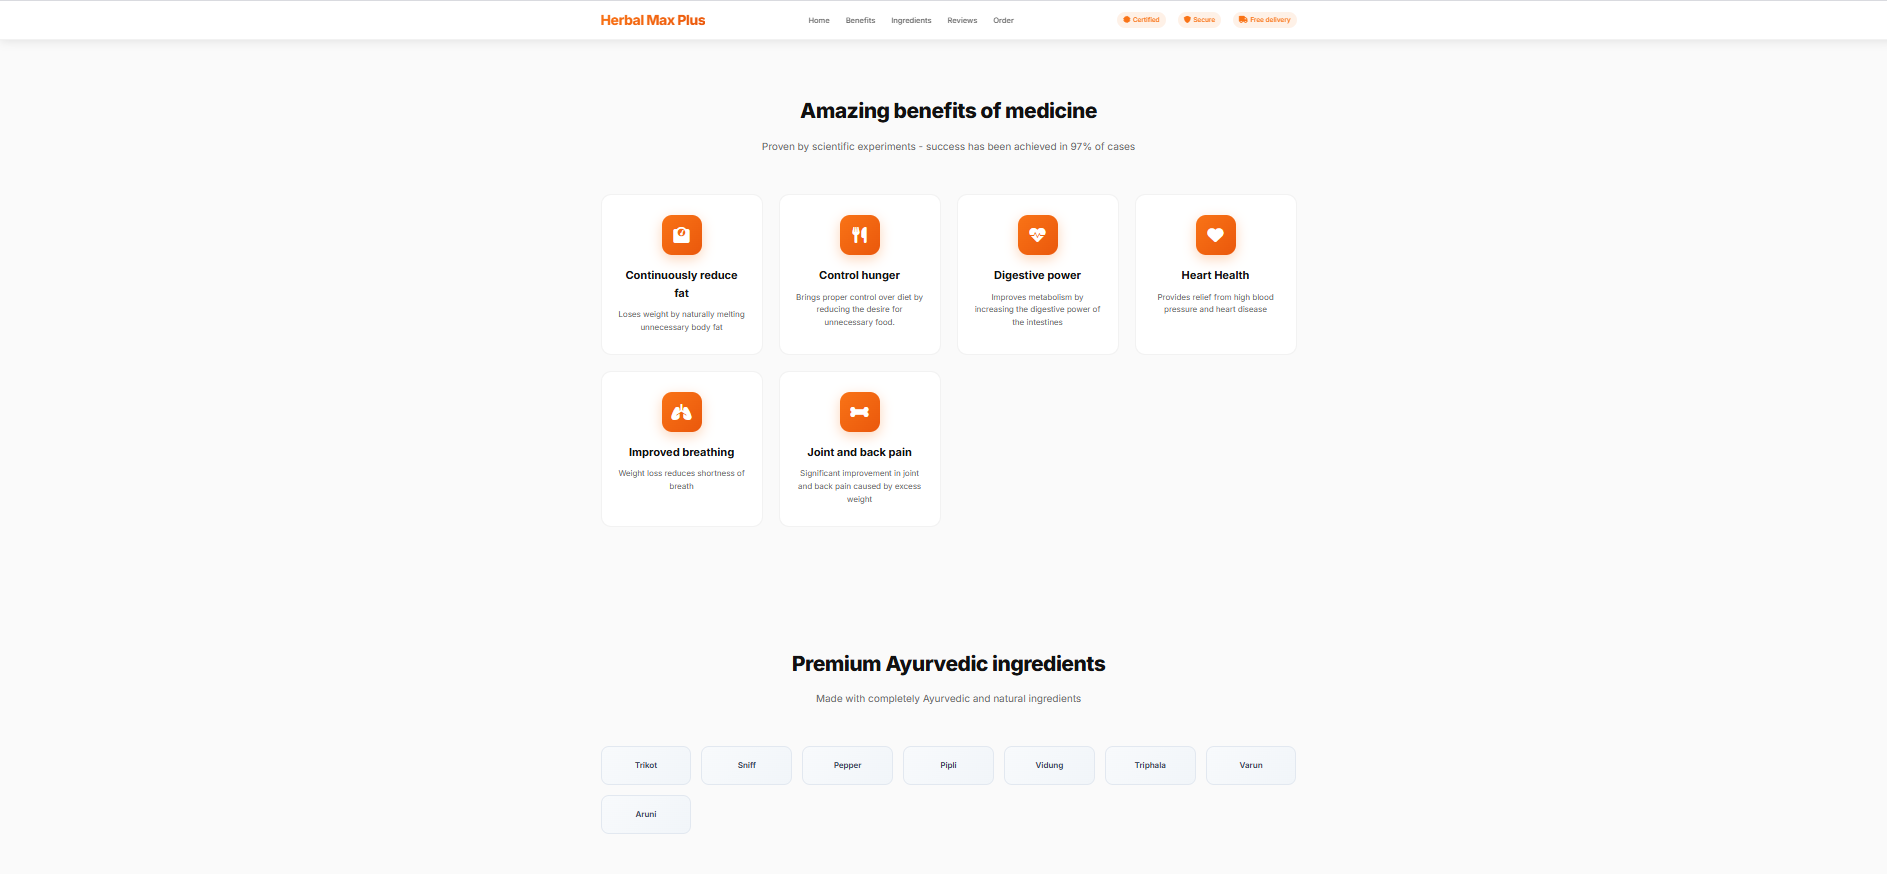 Herbal Max Plus
Home
Benefits
Ingredients
Reviews
Order
Certified
Secure
Free delivery
Amazing benefits of medicine
Proven by scientific experiments - success has been achieved in 97% of cases
Continuously reduce
fat
Loses weight by naturally melting
unnecessary body fat
Control hunger
Brings proper control over diet by
reducing the desire for
unnecessary food.
Digestive power
Improves metabolism by
increasing the digestive power of
the intestines
Heart Health
Provides relief from high blood
pressure and heart disease
Improved breathing
Weight loss reduces shortness of
breath
Joint and back pain
Significant improvement in joint
and back pain caused by excess
weight
Premium Ayurvedic ingredients
Made with completely Ayurvedic and natural ingredients
Trikot
Sniff
Pepper
Pipli
Vidung
Triphala
Varun
Aruni